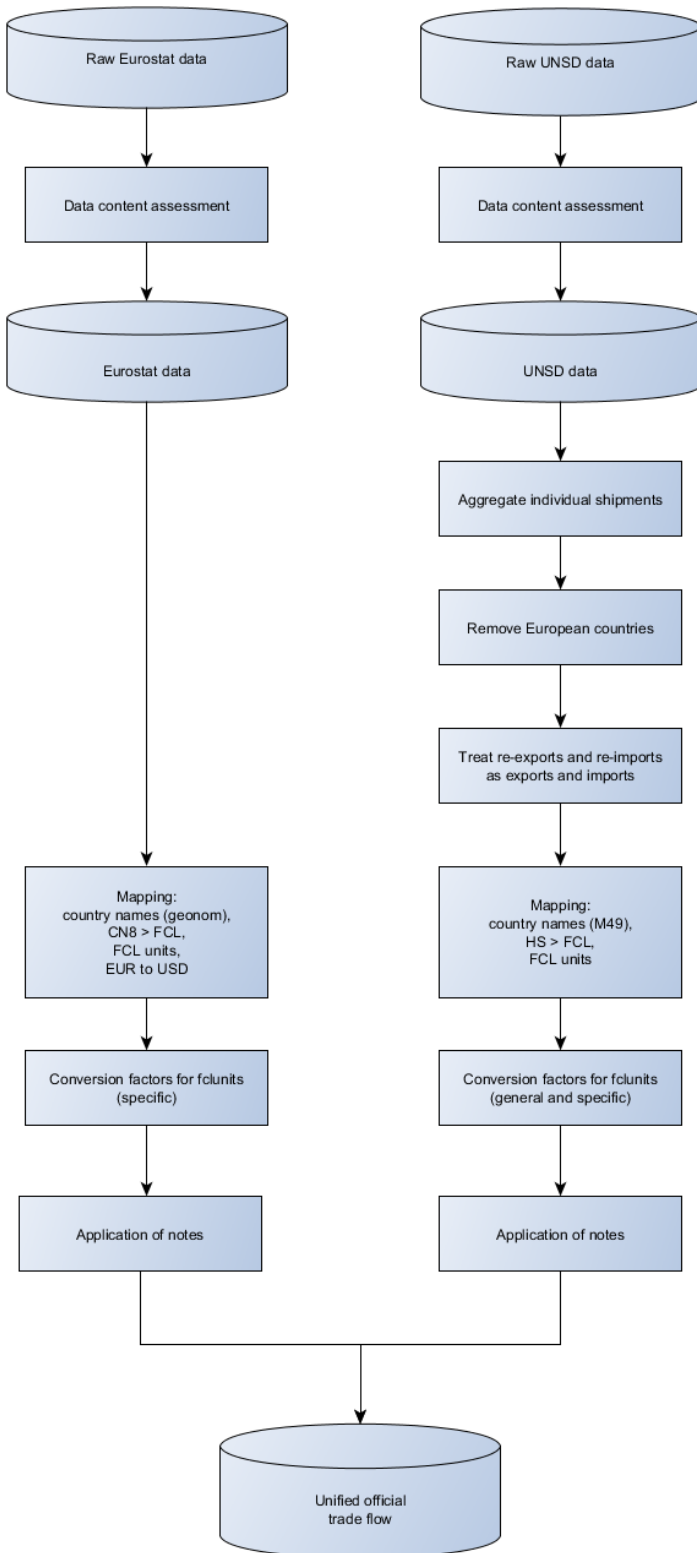 Raw Eurostat data
Raw UNSD data
Data content assessment
Data content assessment
Eurostat data
UNSD data
Aggregate individual shipments
Remove European countries
Treat re-exports and re-imports
as exports and imports
Mapping:
country names (geonom),
CN8 > FCL,
FCL units,
EUR to USD
Mapping:
country names (M49),
HS > FCL,
FCL units
Conversion factors for fclunits
(specific)
Conversion factors for fclunits
(general and specific)
Application of notes
Application of notes
Unified official
trade flow